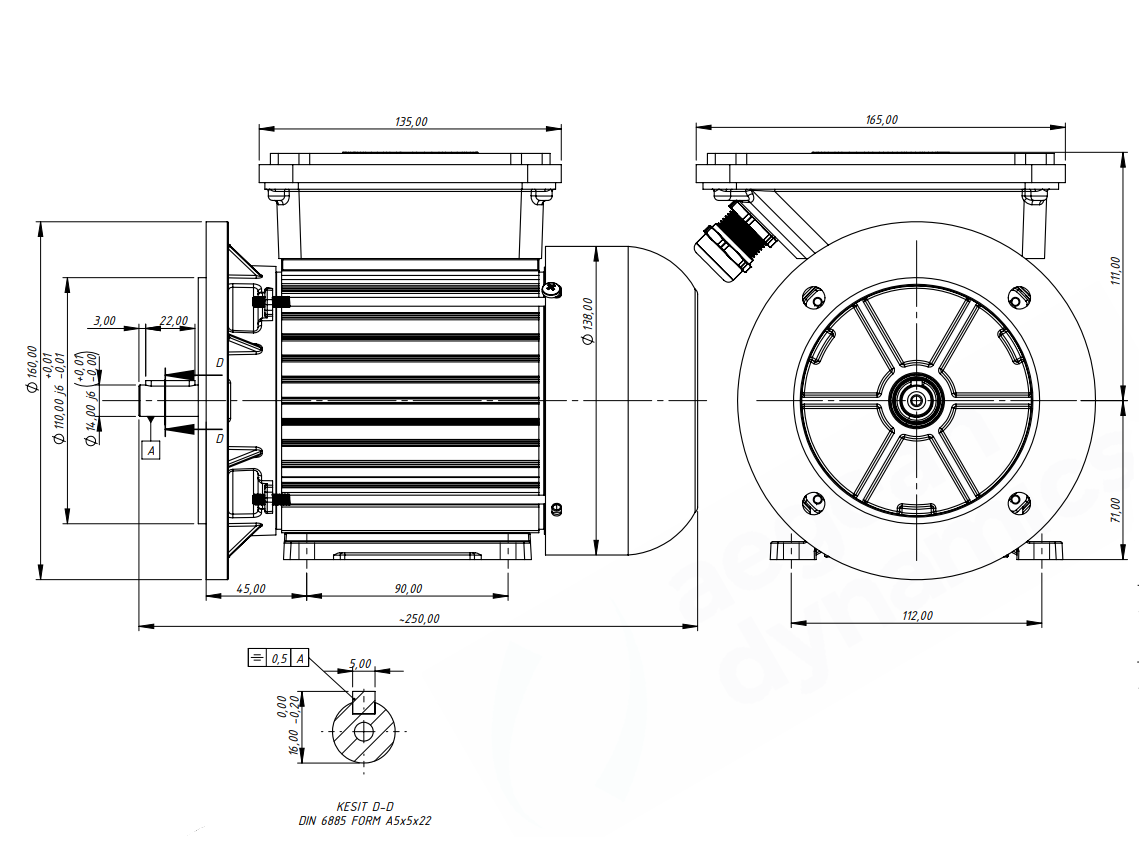 135,00
165,00
111,00
3,00
22,00
D
Ø 138,00
Ø 160,00
+0,01
Ø 110,00 j6 -0,01
(+0,01)
Ø 14,00 j6 -0,00
D
A
71,00
45,00
90,00
~250,00
112,00
0,5 A
5,00
0,00
16,00 -0,20
KESIT D-D
DIN 6885 FORM A5x5x22
dynamics